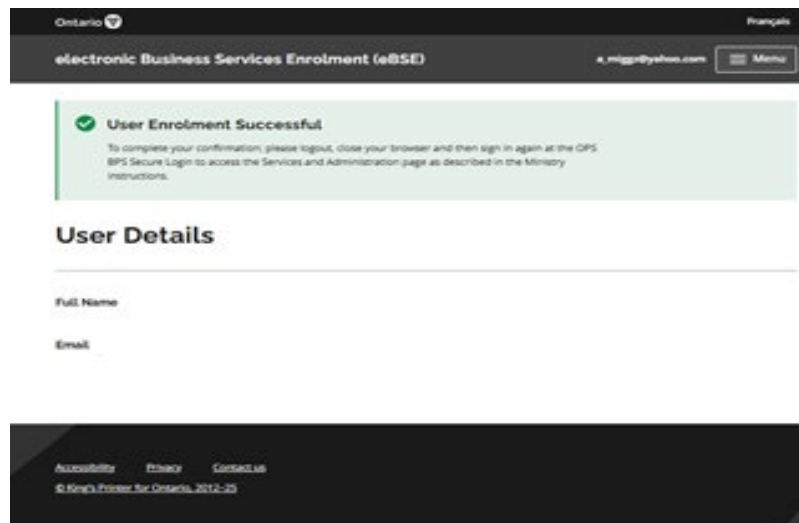 Ontario
Français
electronic Business Services Enrolment (eBSE)
Menu
User Enrolment Successful
To complete your confirmation; please logout, close your browser and then sign in again at the OPS
BPS Secure Login to access the Services and Administration page as described in the Ministry
instructions.
User Details
Full Name
Email
Accessibility Privacy Contact us
© King's Printer for Ontario, 2012–25